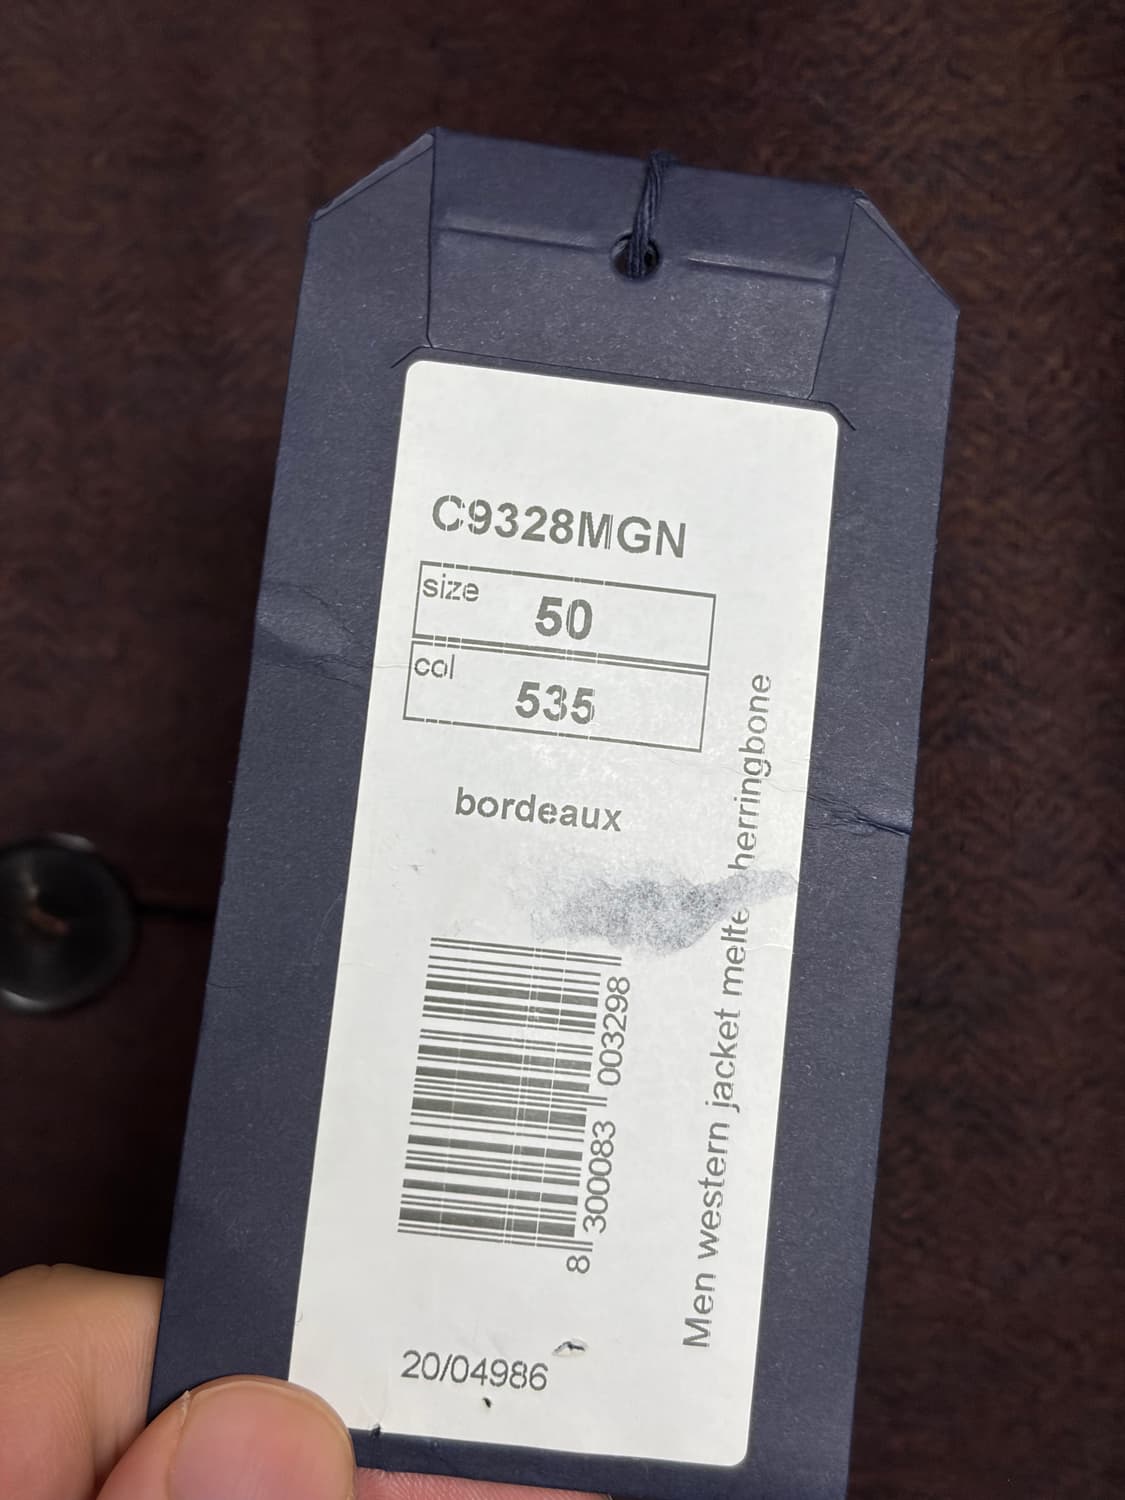 C9328MGN
size 50
col 535
bordeaux
8 300083 003298
Men western jacket melte herringbone
20/04986